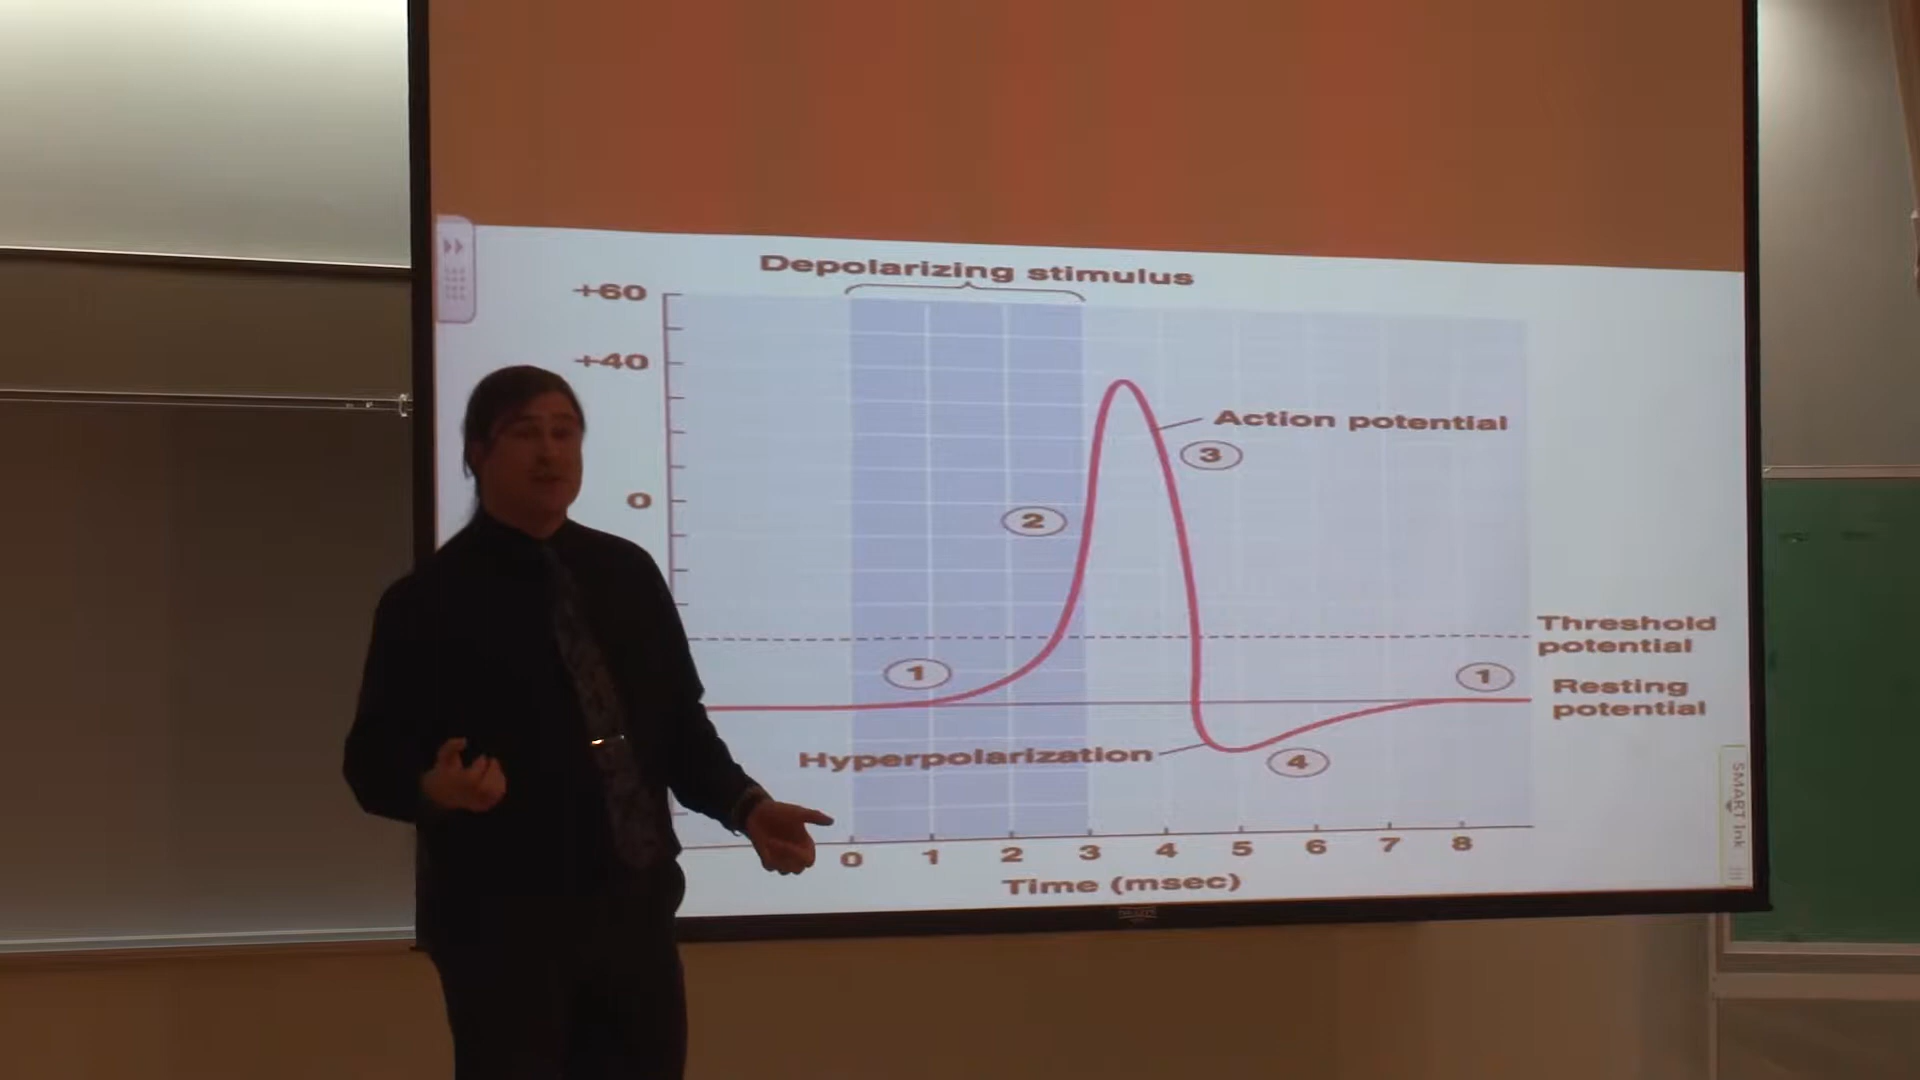 Depolarizing stimulus
+60
+40
Action potential
3
0
2
Threshold
potential
1
1
Resting
potential
Hyperpolarization
4
SMART Ink
0 1 2 3 4 5 6 7 8
Time (msec)